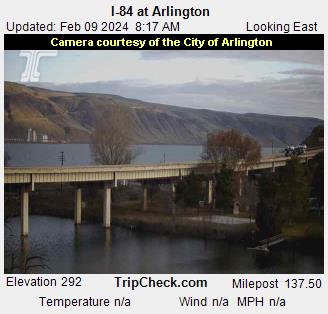 I-84 at Arlington
Updated: Feb 09 2024 8:17 AM Looking East
Camera courtesy of the City of Arlington
Elevation 292 TripCheck.com Milepost 137.50
Temperature n/a Wind n/a MPH n/a